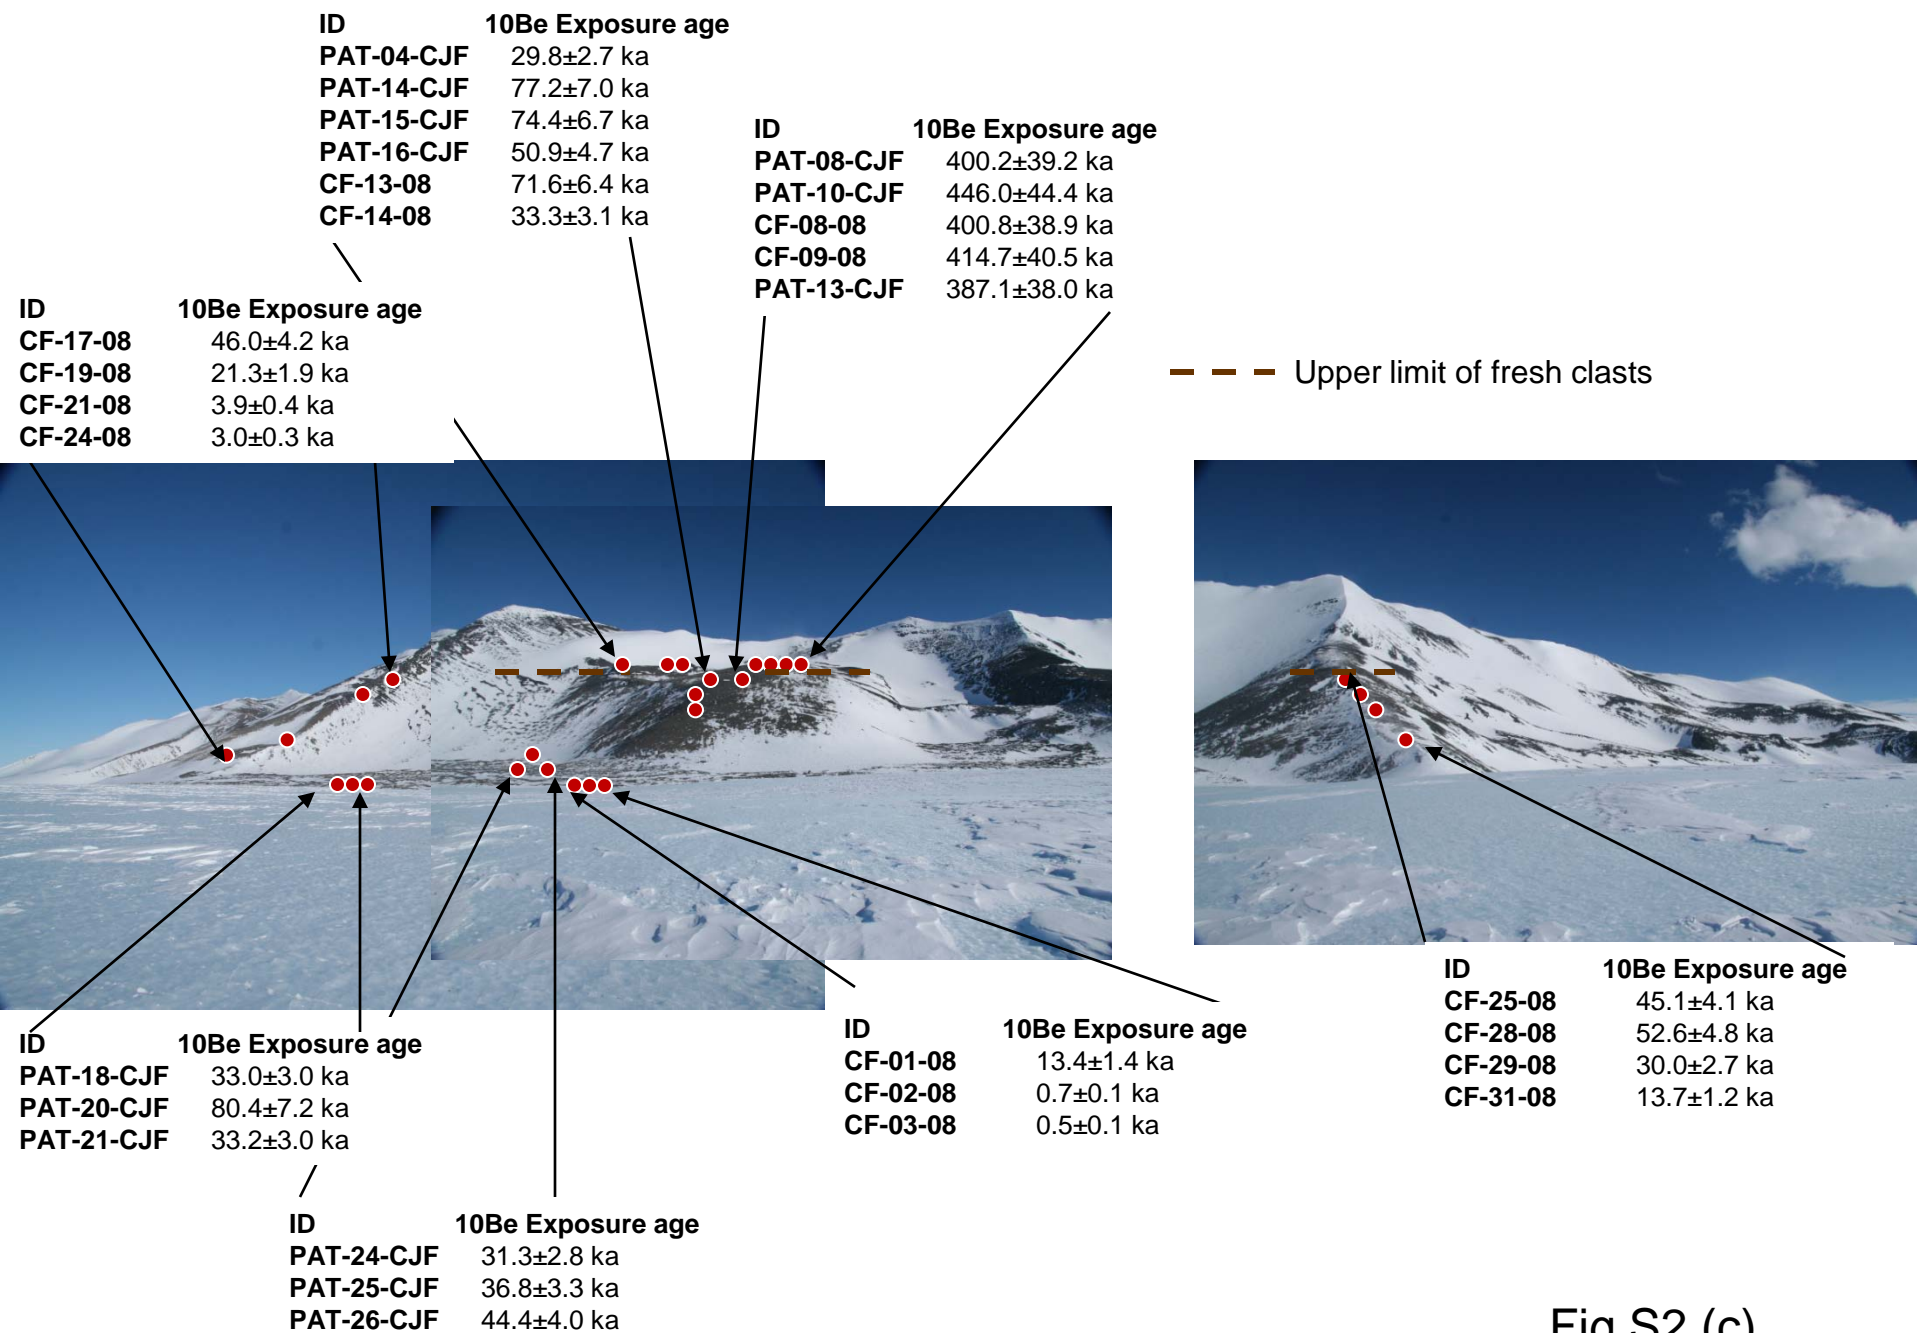 ID 10Be Exposure age
PAT-04-CJF 29.8±2.7 ka
PAT-14-CJF 77.2±7.0 ka
PAT-15-CJF 74.4±6.7 ka
PAT-16-CJF 50.9±4.7 ka
CF-13-08 71.6±6.4 ka
CF-14-08 33.3±3.1 ka
ID 10Be Exposure age
PAT-08-CJF 400.2±39.2 ka
PAT-10-CJF 446.0±44.4 ka
CF-08-08 400.8±38.9 ka
CF-09-08 414.7±40.5 ka
PAT-13-CJF 387.1±38.0 ka
ID 10Be Exposure age
CF-17-08 46.0±4.2 ka
CF-19-08 21.3±1.9 ka
CF-21-08 3.9±0.4 ka
CF-24-08 3.0±0.3 ka
Upper limit of fresh clasts
ID 10Be Exposure age
PAT-18-CJF 33.0±3.0 ka
PAT-20-CJF 80.4±7.2 ka
PAT-21-CJF 33.2±3.0 ka
ID 10Be Exposure age
CF-01-08 13.4±1.4 ka
CF-02-08 0.7±0.1 ka
CF-03-08 0.5±0.1 ka
ID 10Be Exposure age
CF-25-08 45.1±4.1 ka
CF-28-08 52.6±4.8 ka
CF-29-08 30.0±2.7 ka
CF-31-08 13.7±1.2 ka
ID 10Be Exposure age
PAT-24-CJF 31.3±2.8 ka
PAT-25-CJF 36.8±3.3 ka
PAT-26-CJF 44.4±4.0 ka
Fig S2 (c)